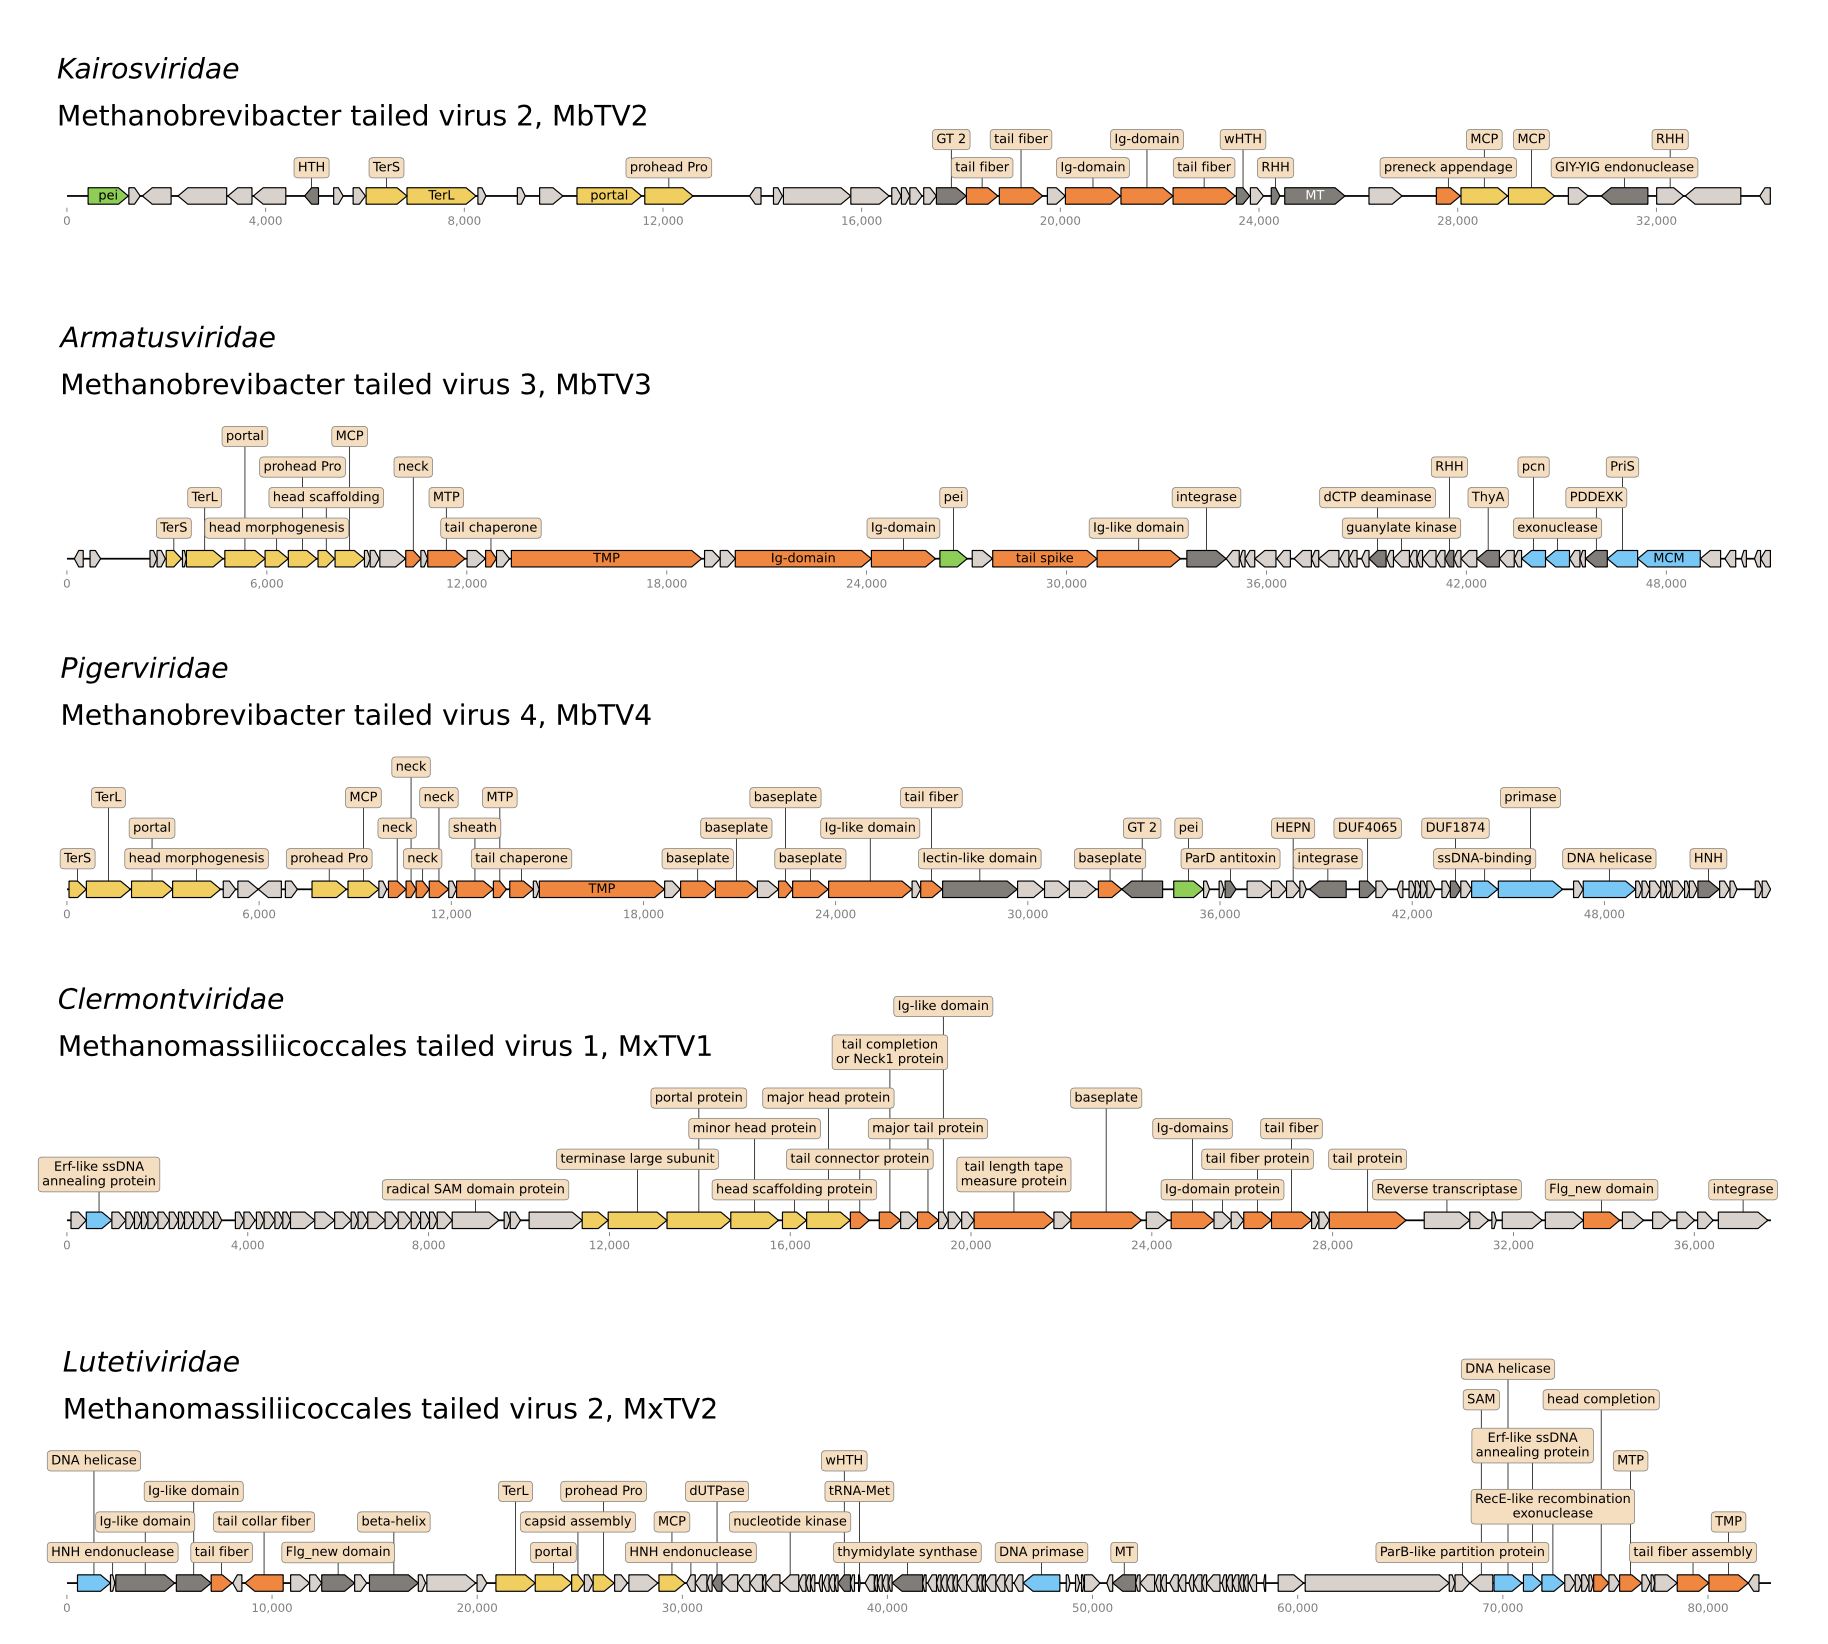 Kairosviridae
Methanobrevibacter tailed virus 2, MbTV2
GT 2 tail fiber Ig-domain wHTH MCP MCP RHH
HTH TerS prohead Pro tail fiber Ig-domain tail fiber RHH preneck appendage GIY-YIG endonuclease
pei TerL portal MT
0 4,000 8,000 12,000 16,000 20,000 24,000 28,000 32,000
Armatusviridae
Methanobrevibacter tailed virus 3, MbTV3
portal MCP
prohead Pro neck RHH pcn PriS
TerL head scaffolding MTP pei integrase dCTP deaminase ThyA PDDEXK
TerS head morphogenesis tail chaperone Ig-domain Ig-like domain guanylate kinase exonuclease
TMP Ig-domain tail spike MCM
0 6,000 12,000 18,000 24,000 30,000 36,000 42,000 48,000
Pigerviridae
Methanobrevibacter tailed virus 4, MbTV4
neck
TerL MCP neck MTP baseplate tail fiber primase
portal neck sheath baseplate Ig-like domain GT 2 pei HEPN DUF4065 DUF1874
TerS head morphogenesis prohead Pro neck tail chaperone baseplate baseplate lectin-like domain baseplate ParD antitoxin integrase ssDNA-binding DNA helicase HNH
TMP
0 6,000 12,000 18,000 24,000 30,000 36,000 42,000 48,000
Clermontviridae
Ig-like domain
Methanomassiliicoccales tailed virus 1, MxTV1
tail completion
or Neck1 protein
portal protein major head protein baseplate
minor head protein major tail protein Ig-domains tail fiber
Erf-like ssDNA
annealing protein
terminase large subunit tail connector protein tail fiber protein tail protein
tail length tape
measure protein
radical SAM domain protein head scaffolding protein Ig-domain protein Reverse transcriptase Flg_new domain integrase
0 4,000 8,000 12,000 16,000 20,000 24,000 28,000 32,000 36,000
Lutetiviridae
DNA helicase
Methanomassiliicoccales tailed virus 2, MxTV2
SAM head completion
Erf-like ssDNA
annealing protein
DNA helicase wHTH MTP
Ig-like domain TerL prohead Pro dUTPase tRNA-Met
RecE-like recombination
exonuclease
Ig-like domain tail collar fiber beta-helix capsid assembly MCP nucleotide kinase TMP
HNH endonuclease tail fiber Flg_new domain portal HNH endonuclease thymidylate synthase DNA primase MT ParB-like partition protein tail fiber assembly
0 10,000 20,000 30,000 40,000 50,000 60,000 70,000 80,000